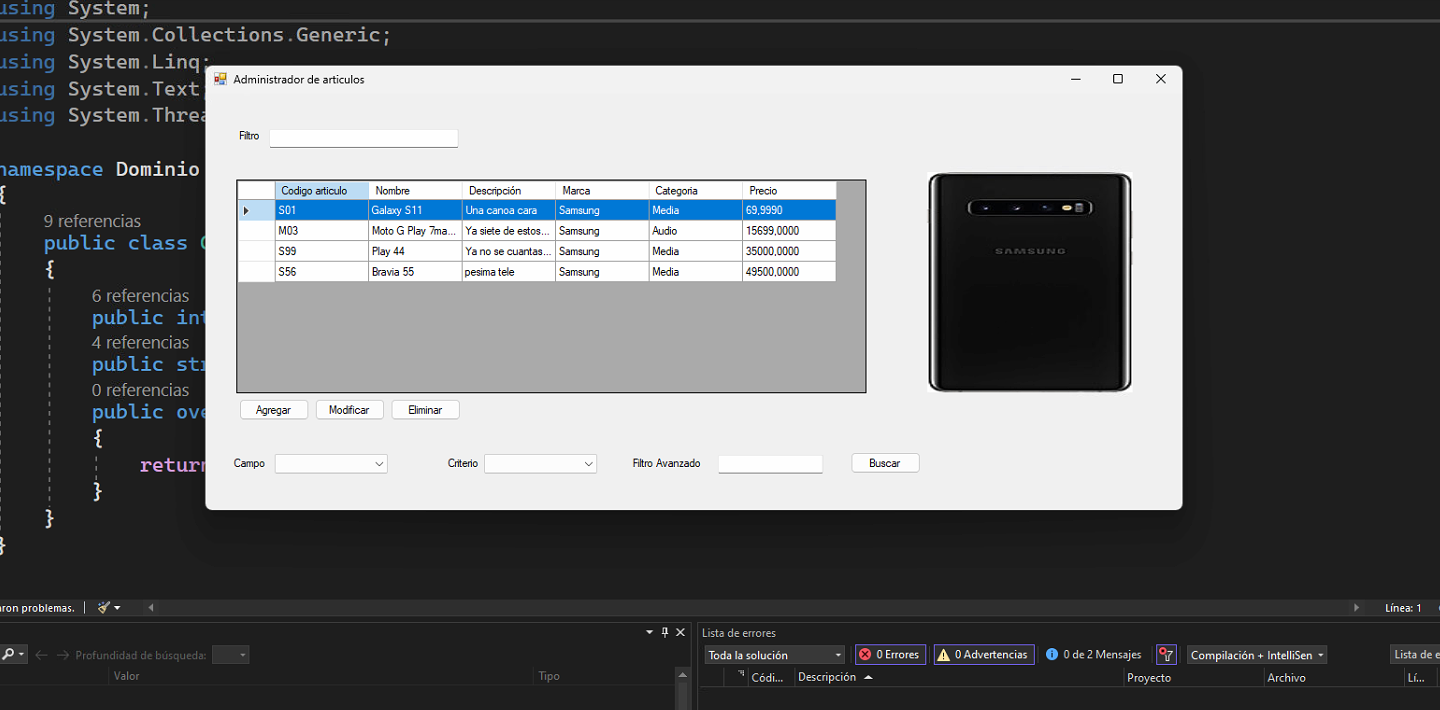 using System;
using System.Collections.Generic;
using System.Linq;
using System.Text;
using System.Threa
namespace Dominio
{
9 referencias
public class
{
6 referencias
public int
4 referencias
public str
0 referencias
public ove
{
return
}
}
}
Administrador de articulos
Filtro
Codigo articulo Nombre Descripción Marca Categoria Precio
S01 Galaxy S11 Una canoa cara Samsung Media 69,9990
M03 Moto G Play 7ma... Ya siete de estos... Samsung Audio 15699,0000
S99 Play 44 Ya no se cuantas... Samsung Media 35000,0000
S56 Bravia 55 pesima tele Samsung Media 49500,0000
SAMSUNG
Agregar Modificar Eliminar
Campo Criterio Filtro Avanzado Buscar
aron problemas. Línea: 1
Profundidad de búsqueda:
Valor Tipo
Lista de errores
Toda la solución 0 Errores 0 Advertencias 0 de 2 Mensajes Compilación + IntelliSen Lista de e
Códi... Descripción Proyecto Archivo Lí...